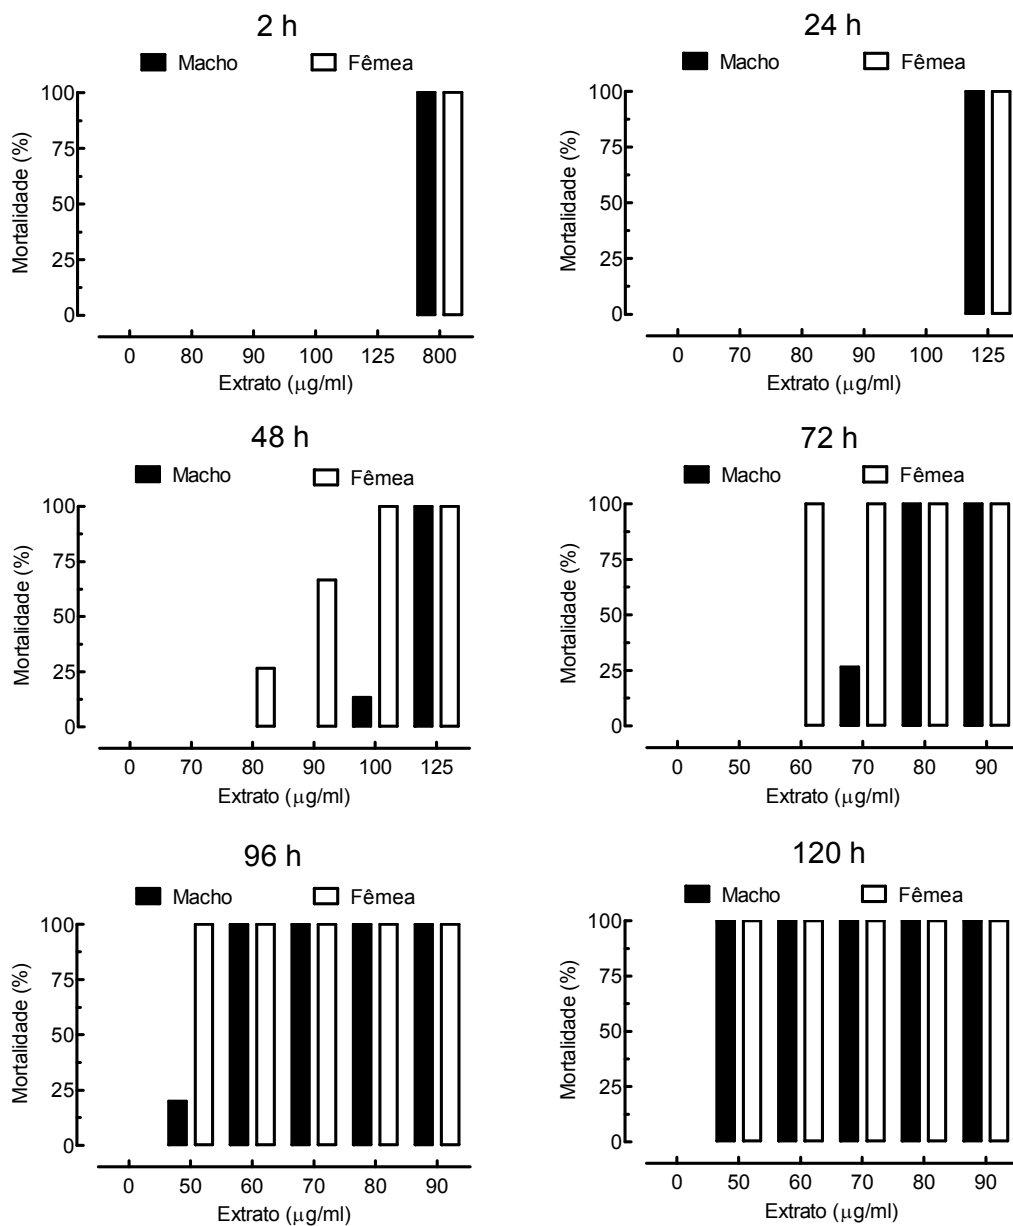 2 h
Macho Fêmea
100
75
50
25
0
Mortalidade (%)
0 80 90 100 125 800
Extrato (µg/ml)
24 h
Macho Fêmea
100
75
50
25
0
Mortalidade (%)
0 70 80 90 100 125
Extrato (µg/ml)
48 h
Macho Fêmea
100
75
50
25
0
Mortalidade (%)
0 70 80 90 100 125
Extrato (µg/ml)
72 h
Macho Fêmea
100
75
50
25
0
Mortalidade (%)
0 50 60 70 80 90
Extrato (µg/ml)
96 h
Macho Fêmea
100
75
50
25
0
Mortalidade (%)
0 50 60 70 80 90
Extrato (µg/ml)
120 h
Macho Fêmea
100
75
50
25
0
Mortalidade (%)
0 50 60 70 80 90
Extrato (µg/ml)